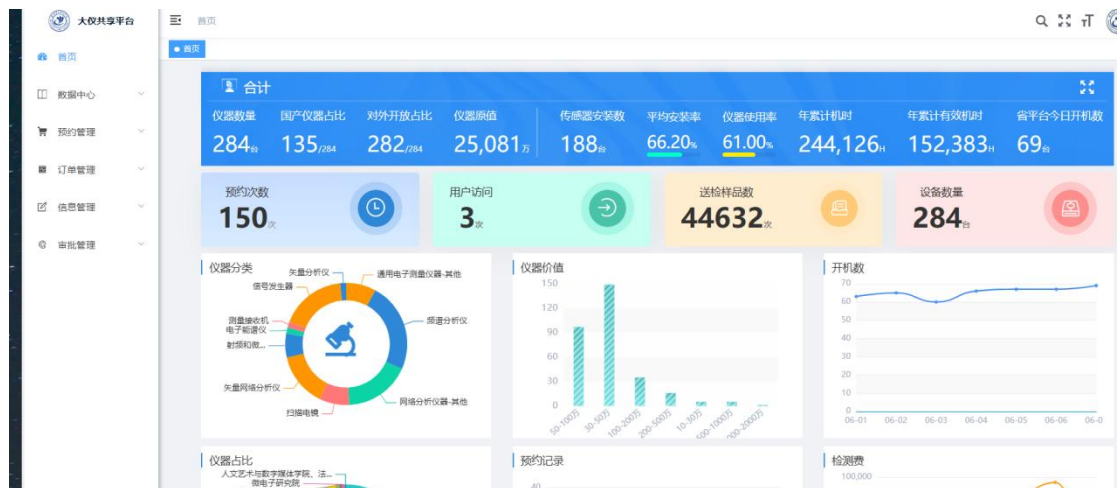 大仪共享平台
首页
首页
首页
数据中心
预约管理
订单管理
信息管理
审批管理
合计
仪器数量 国产仪器占比 对外开放占比 仪器原值 传感器安装数 平均安装率 仪器使用率 年累计机时 年累计有效机时 省平台今日开机数
284台 135/284 282/284 25,081万 188台 66.20% 61.00% 244,126H 152,383H 69台
预约次数
150次
用户访问
3次
送检样品数
44632次
设备数量
284台
仪器分类
矢量分析仪
通用电子测量仪器-其他
信号发生器
测量接收机
频谱分析仪
电子能谱仪
射频和微...
矢量网络分析仪
网络分析仪器-其他
扫描电镜
仪器价值
150
120
90
60
30
0
50-100万 30-50万 100-200万 200-500万 10-30万 500-1000万 000-2000万
开机数
70
60
50
40
30
20
10
0
06-01 06-02 06-03 06-04 06-05 06-06 06-0
仪器占比
人文艺术与数字媒体学院、法...
微电子研究院
预约记录
40
检测费
100,000